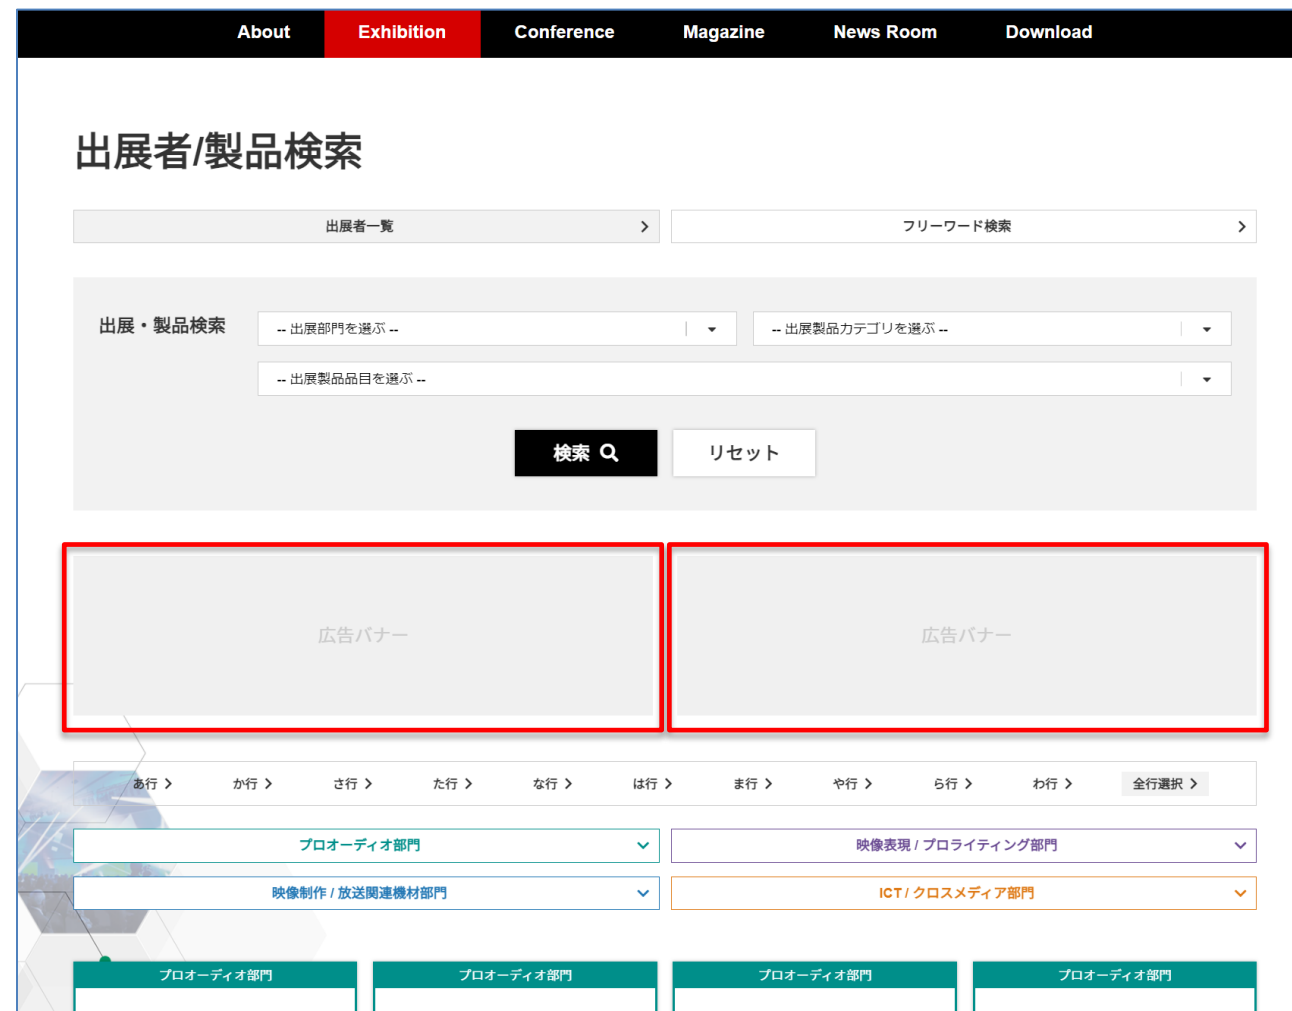 About Exhibition Conference Magazine News Room Download
出展者/製品検索
出展者一覧 フリーワード検索
出展・製品検索 -- 出展部門を選ぶ -- -- 出展製品カテゴリを選ぶ --
-- 出展製品品目を選ぶ --
検索 リセット
広告バナー 広告バナー
あ行 か行 さ行 た行 な行 は行 ま行 や行 ら行 わ行 全行選択
プロオーディオ部門 映像表現 / プロライティング部門
映像制作 / 放送関連機材部門 ICT / クロスメディア部門
プロオーディオ部門 プロオーディオ部門 プロオーディオ部門 プロオーディオ部門